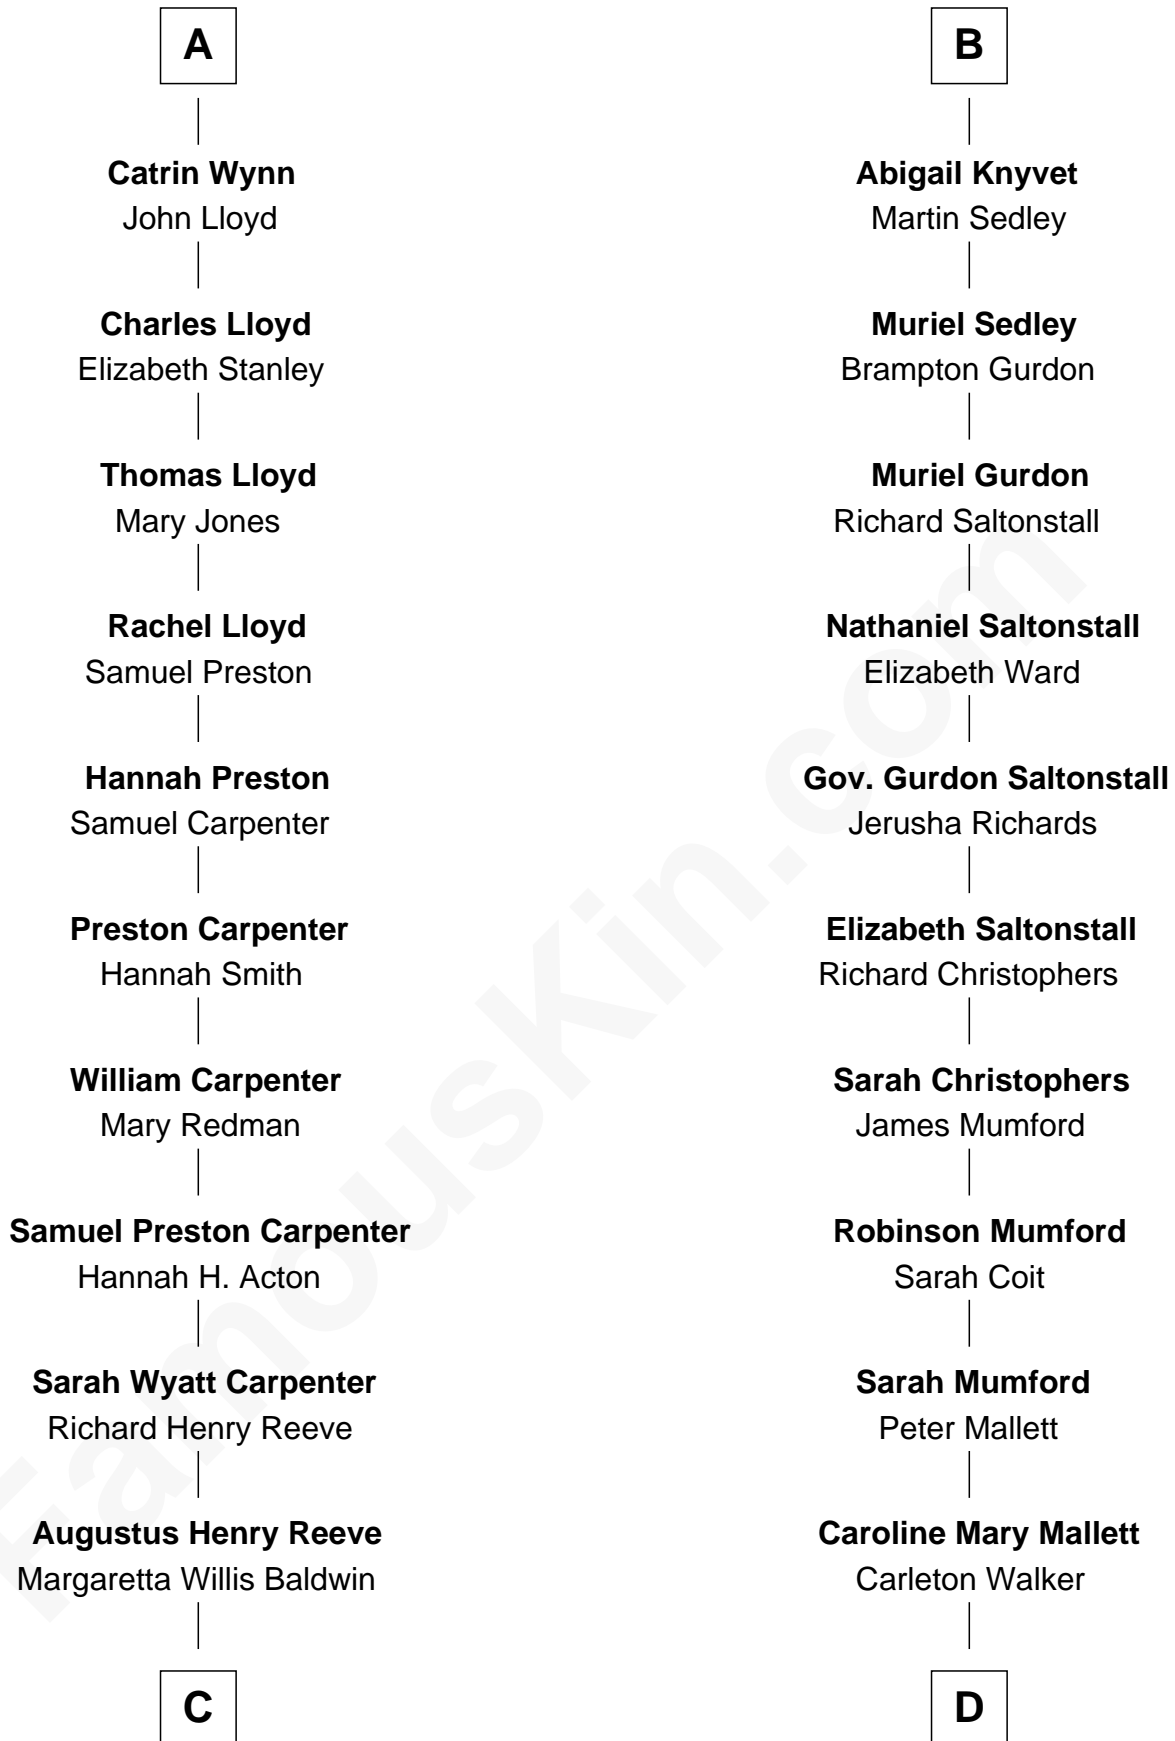 A
Catrin Wynn
John Lloyd
Charles Lloyd
Elizabeth Stanley
Thomas Lloyd
Mary Jones
Rachel Lloyd
Samuel Preston
Hannah Preston
Samuel Carpenter
Preston Carpenter
Hannah Smith
William Carpenter
Mary Redman
Samuel Preston Carpenter
Hannah H. Acton
Sarah Wyatt Carpenter
Richard Henry Reeve
Augustus Henry Reeve
Margaretta Willis Baldwin
C
B
Abigail Knyvet
Martin Sedley
Muriel Sedley
Brampton Gurdon
Muriel Gurdon
Richard Saltonstall
Nathaniel Saltonstall
Elizabeth Ward
Gov. Gurdon Saltonstall
Jerusha Richards
Elizabeth Saltonstall
Richard Christophers
Sarah Christophers
James Mumford
Robinson Mumford
Sarah Coit
Sarah Mumford
Peter Mallett
Caroline Mary Mallett
Carleton Walker
D
FamousKin.com